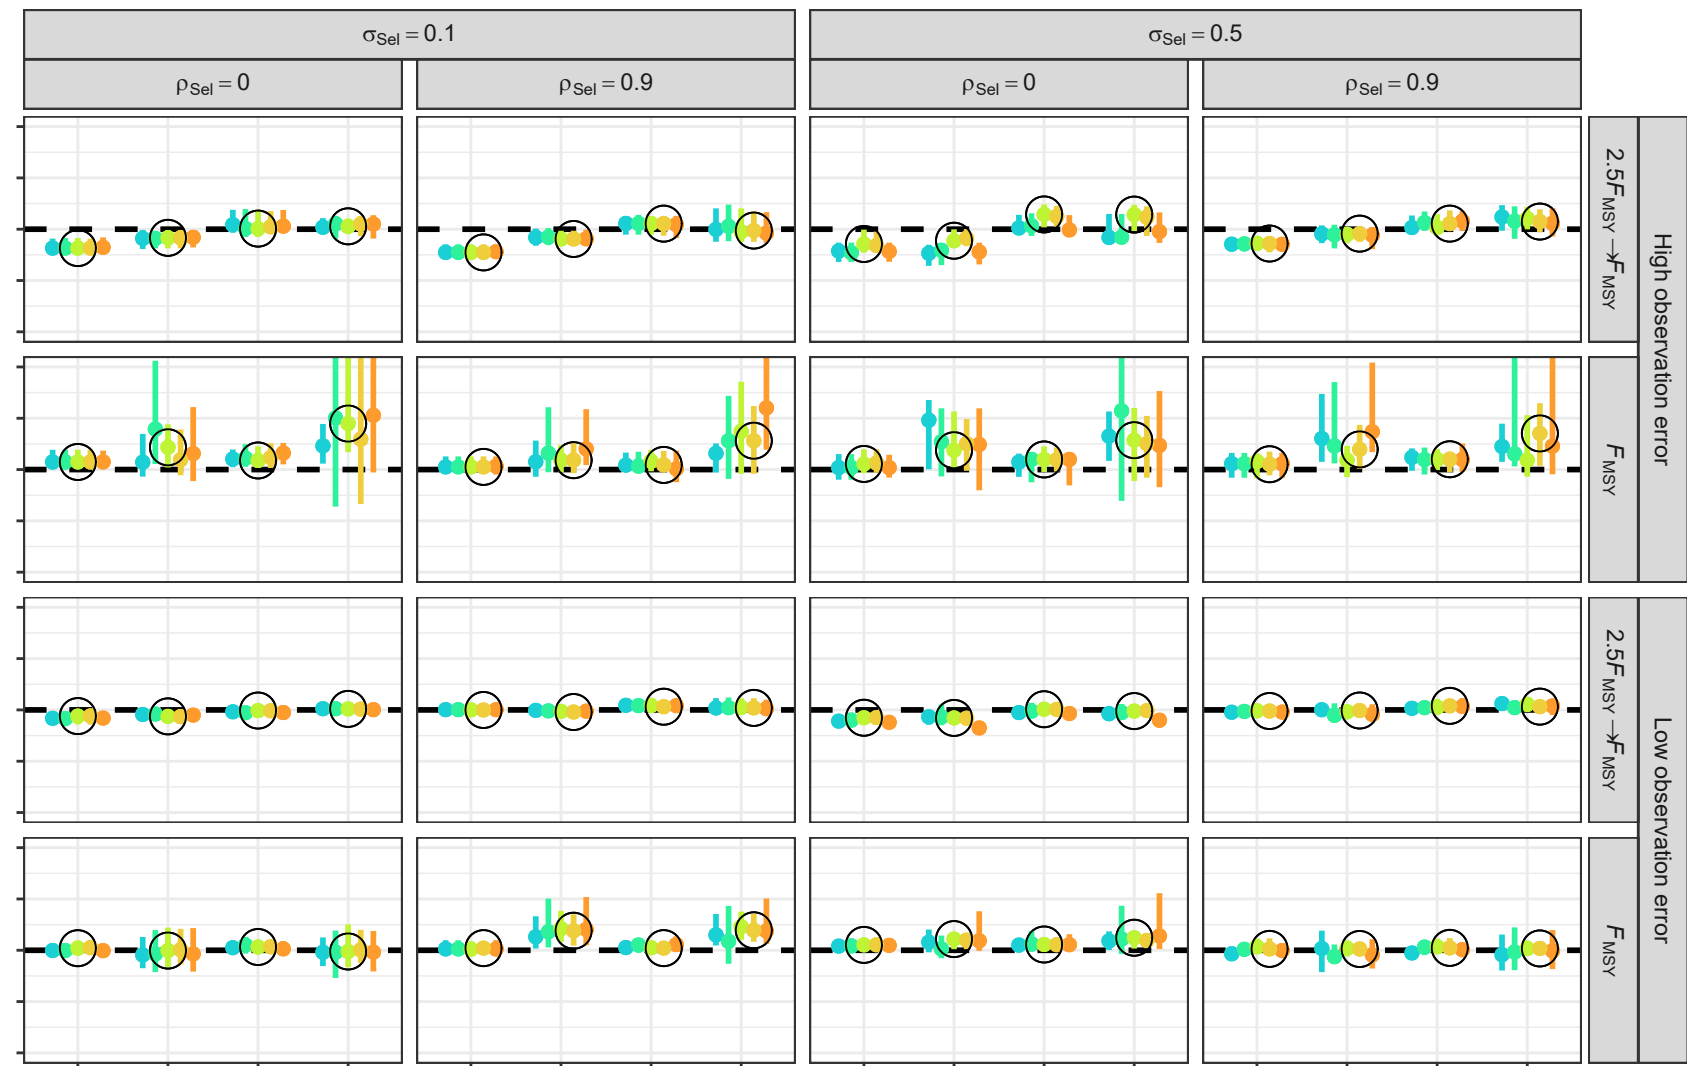 σSel = 0.1
σSel = 0.5
ρSel = 0
ρSel = 0.9
ρSel = 0
ρSel = 0.9
2.5FMSY→FMSY
High observation error
FMSY
2.5FMSY→FMSY
Low observation error
FMSY